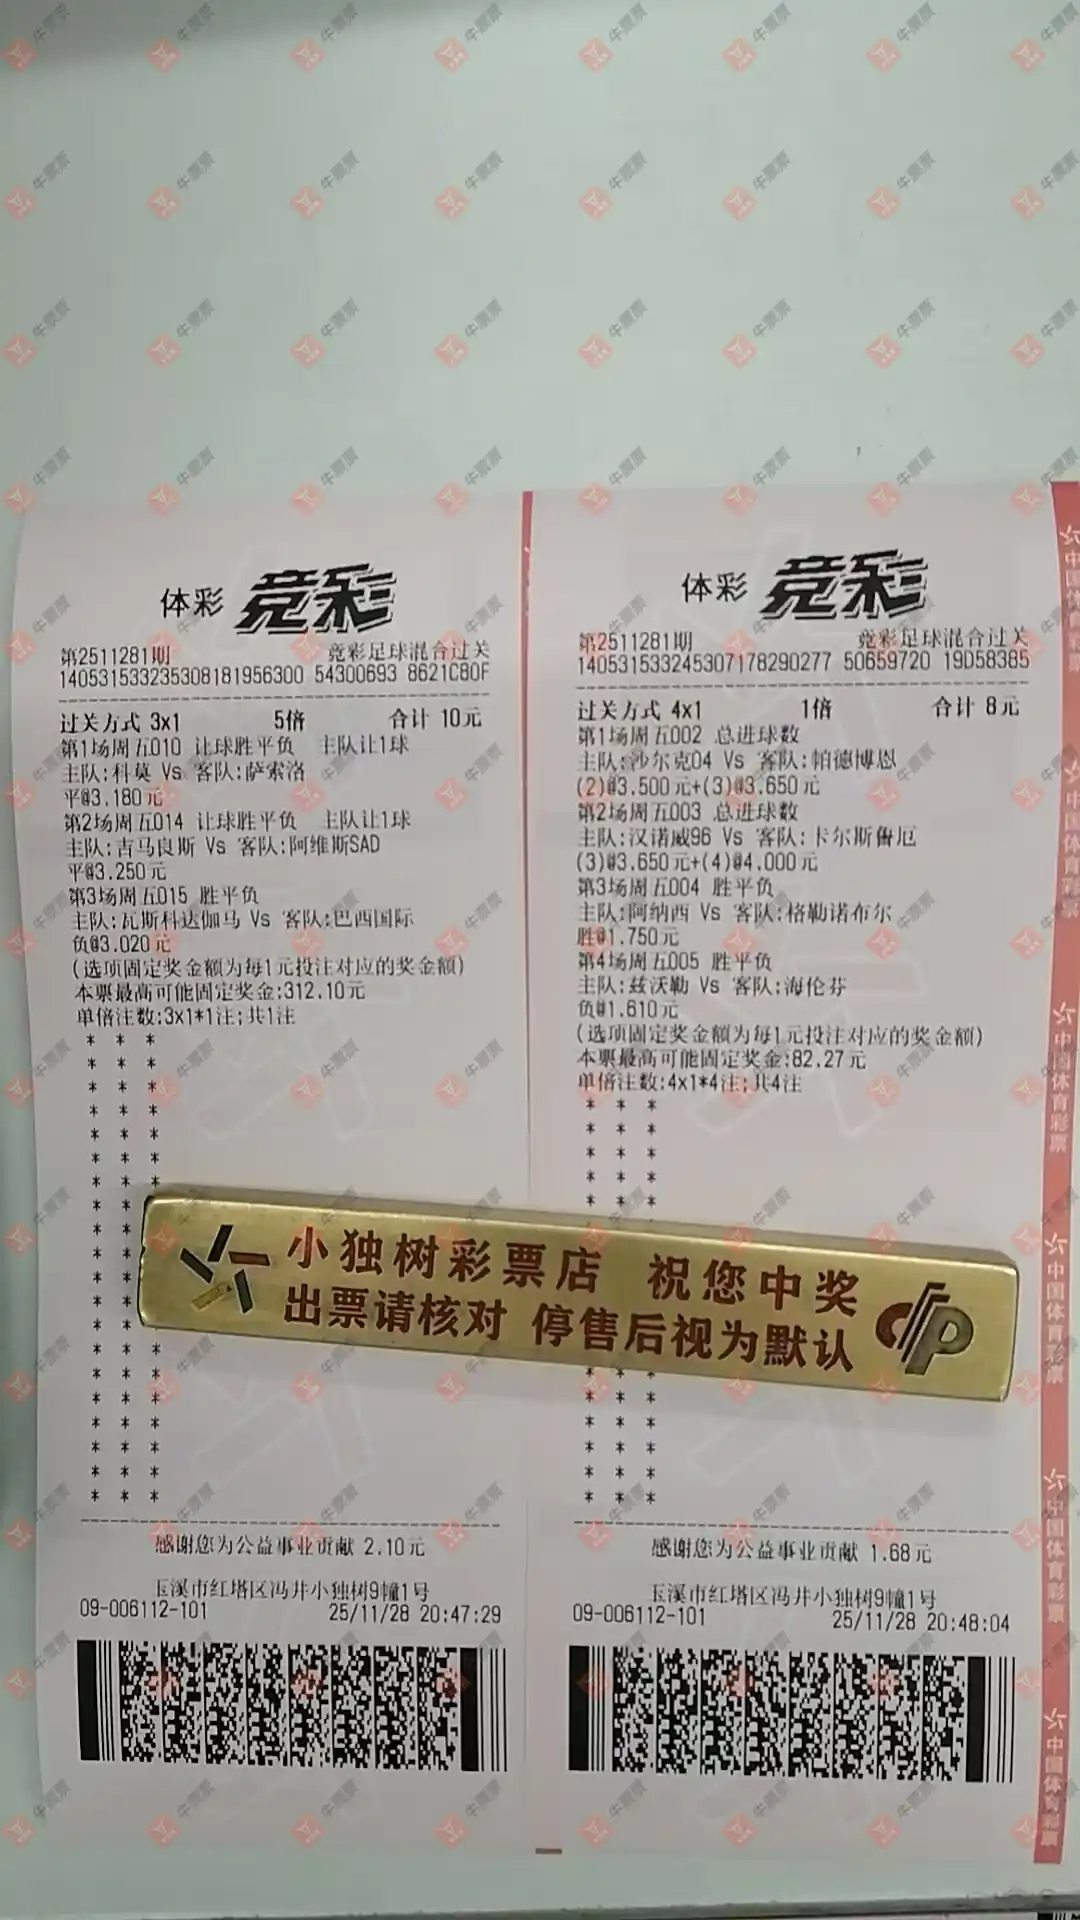 体彩 竞彩
第2511281期 竞彩足球混合过关
140531533235308181956300 54300693 8621C80F
过关方式 3x1 5倍 合计 10元
第1场周五010 让球胜平负 主队让1球
主队:科莫 Vs 客队:萨索洛
平@3.180元
第2场周五014 让球胜平负 主队让1球
主队:吉马良斯 Vs 客队:阿维斯SAD
平@3.250元
第3场周五015 胜平负
主队:瓦斯科达伽马 Vs 客队:巴西国际
负@3.020元
(选项固定奖金额为每1元投注对应的奖金额)
本票最高可能固定奖金:312.10元
单倍注数:3x1*1注;共1注
感谢您为公益事业贡献 2.10元
玉溪市红塔区冯井小独树9幢1号
09-006112-101 25/11/28 20:47:29
体彩 竞彩
第2511281期 竞彩足球混合过关
140531533245307178290277 50659720 19D58385
过关方式 4x1 1倍 合计 8元
第1场周五002 总进球数
主队:沙尔克04 Vs 客队:帕德博恩
(2)@3.500元+(3)@3.650元
第2场周五003 总进球数
主队:汉诺威96 Vs 客队:卡尔斯鲁厄
(3)@3.650元+(4)@4.000元
第3场周五004 胜平负
主队:阿纳西 Vs 客队:格勒诺布尔
胜@1.750元
第4场周五005 胜平负
主队:兹沃勒 Vs 客队:海伦芬
负@1.610元
(选项固定奖金额为每1元投注对应的奖金额)
本票最高可能固定奖金:82.27元
单倍注数:4x1*4注;共4注
感谢您为公益事业贡献 1.68元
玉溪市红塔区冯井小独树9幢1号
09-006112-101 25/11/28 20:48:04
小独树彩票店 祝您中奖
出票请核对 停售后视为默认
中国体育彩票
牛票票